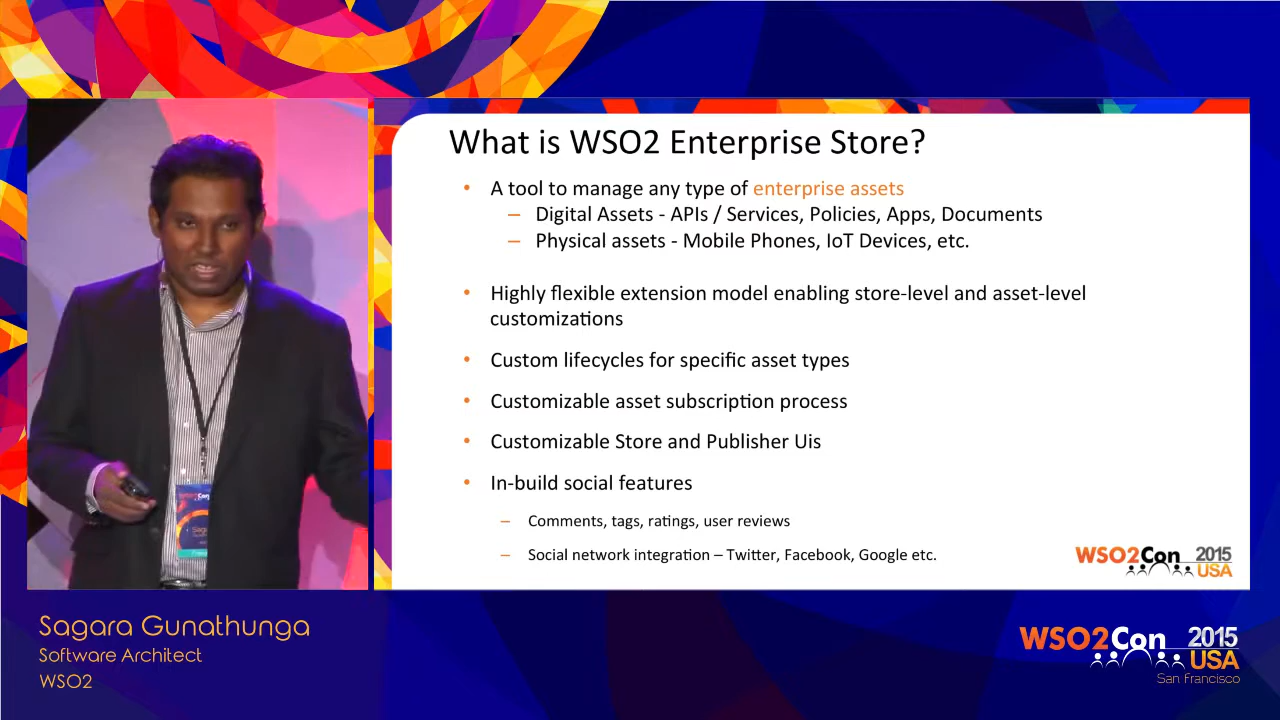 What is WSO2 Enterprise Store?
• A tool to manage any type of enterprise assets
– Digital Assets - APIs / Services, Policies, Apps, Documents
– Physical assets - Mobile Phones, IoT Devices, etc.
• Highly flexible extension model enabling store-level and asset-level
customizations
• Custom lifecycles for specific asset types
• Customizable asset subscription process
• Customizable Store and Publisher Uis
• In-build social features
– Comments, tags, ratings, user reviews
– Social network integration – Twitter, Facebook, Google etc.
WSO2Con 2015
USA
Sagara Gunathunga
Software Architect
WSO2
WSO2Con 2015
USA
San Francisco